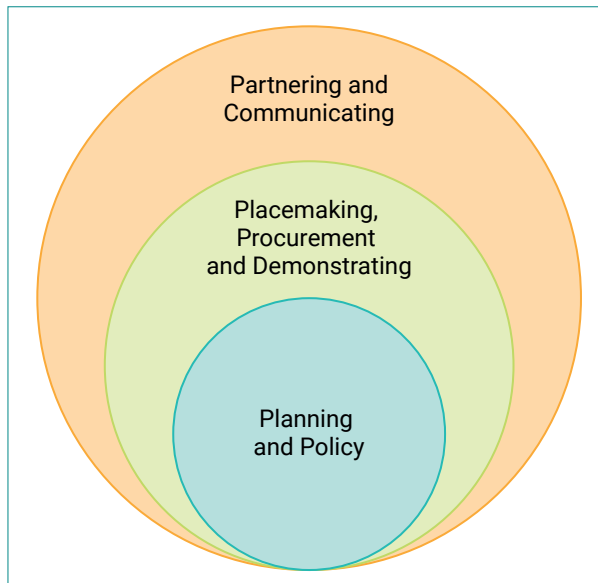 Partnering and
Communicating
Placemaking,
Procurement
and Demonstrating
Planning
and Policy